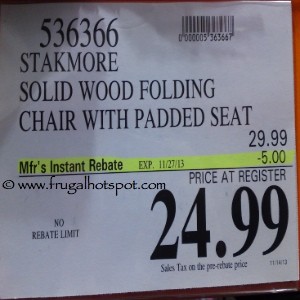 536366
0000005363667
STAKMORE
SOLID WOOD FOLDING
CHAIR WITH PADDED SEAT
29.99
Mfr's Instant Rebate EXP. 11/27/13 -5.00
PRICE AT REGISTER
www.frugalhotspot.com
24.99
NO
REBATE LIMIT
Sales Tax on the pre-rebate price